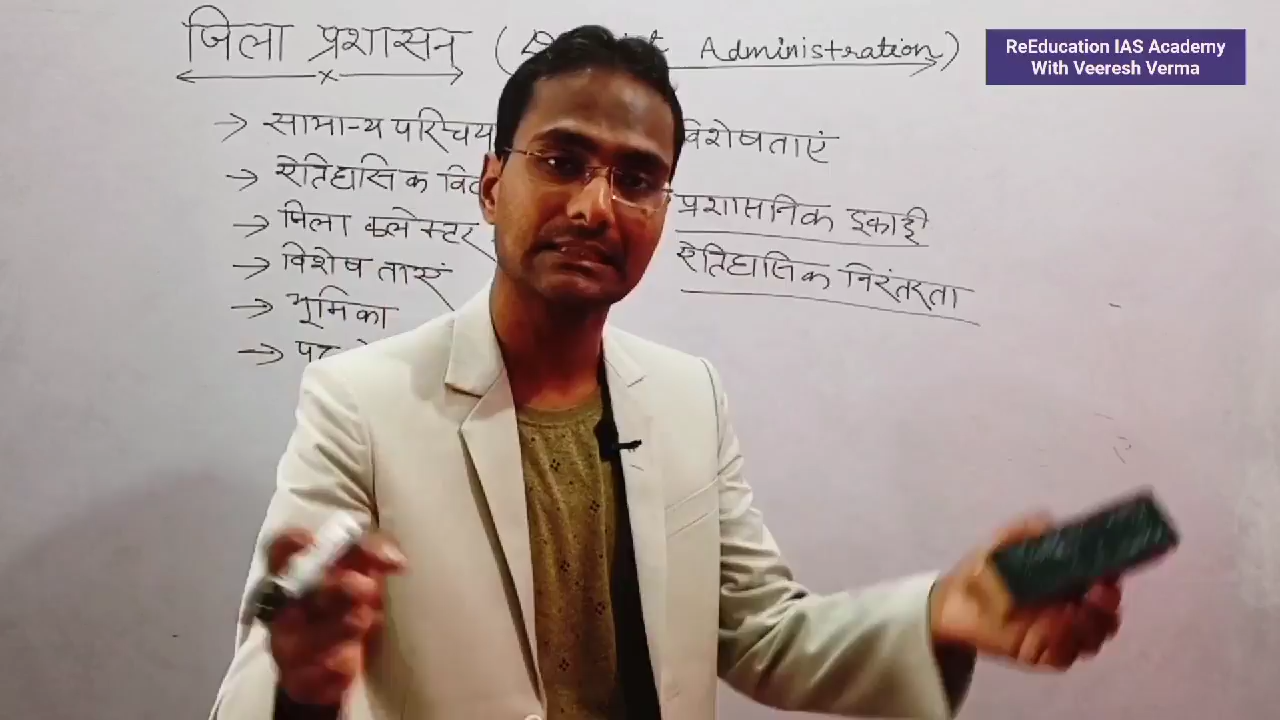 जिला प्रशासन ( Administration)
ReEducation IAS Academy
With Veeresh Verma
→ सामान्य परिचय
विशेषताएं
→ ऐतिहासिक
प्रशासनिक इकाई
→ जिला कलेक्टर
ऐतिहासिक निरंतरता
→ विशेषताएं
→ भूमिका
→